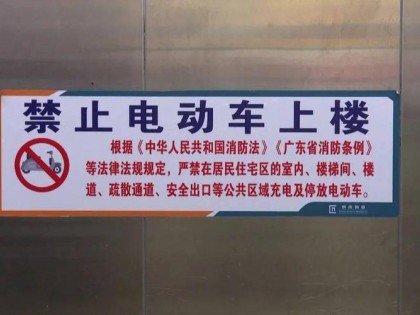 禁止电动车上楼
根据《中华人民共和国消防法》《广东省消防条例》
等法律法规规定，严禁在居民住宅区的室内、楼梯间、楼
道、疏散通道、安全出口等公共区域充电及停放电动车。